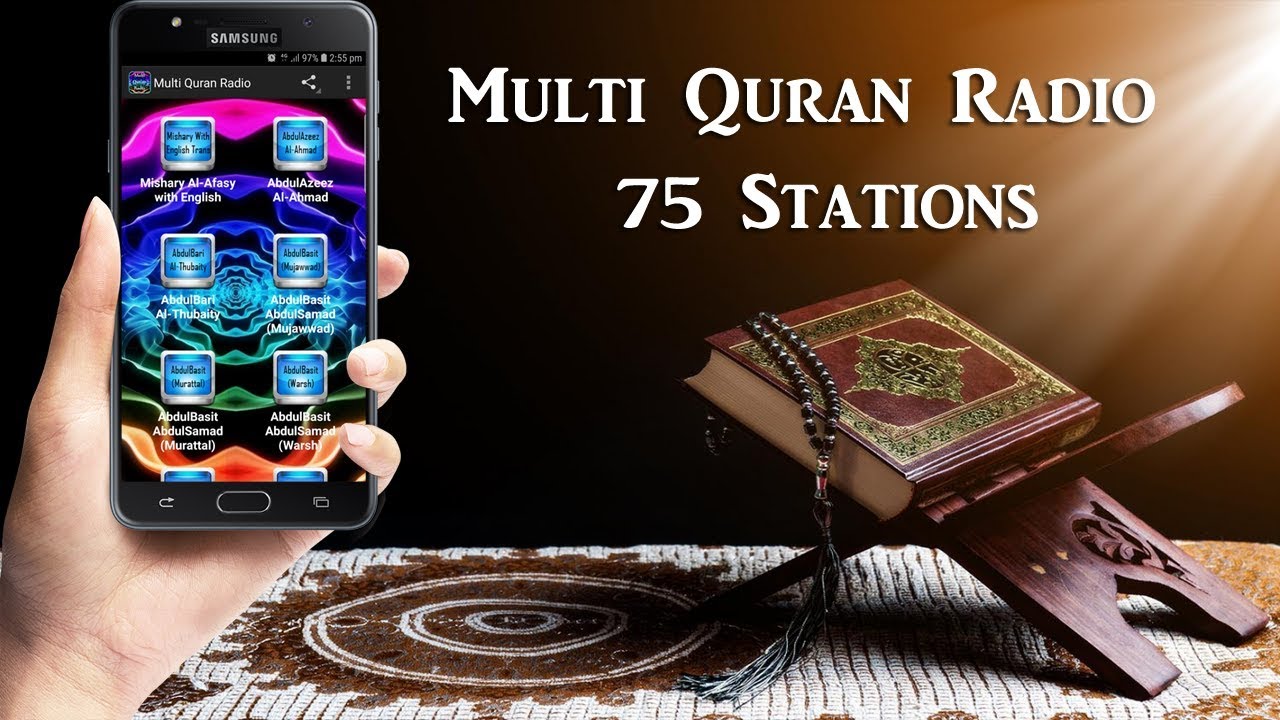 SAMSUNG
4G 97% 2:55 pm
Multi Quran Radio
Mishary With
English Trans
AbdulAzeez
Al-Ahmad
Mishary Al-Afasy
with English
AbdulAzeez
Al-Ahmad
AbdulBari
Al-Thubaity
AbdulBasit
(Mujawwad)
AbdulBari
Al-Thubaity
AbdulBasit
AbdulSamad
(Mujawwad)
AbdulBasit
(Murattal)
AbdulBasit
(Warsh)
AbdulBasit
AbdulSamad
(Murattal)
AbdulBasit
AbdulSamad
(Warsh)
Multi Quran Radio
75 Stations